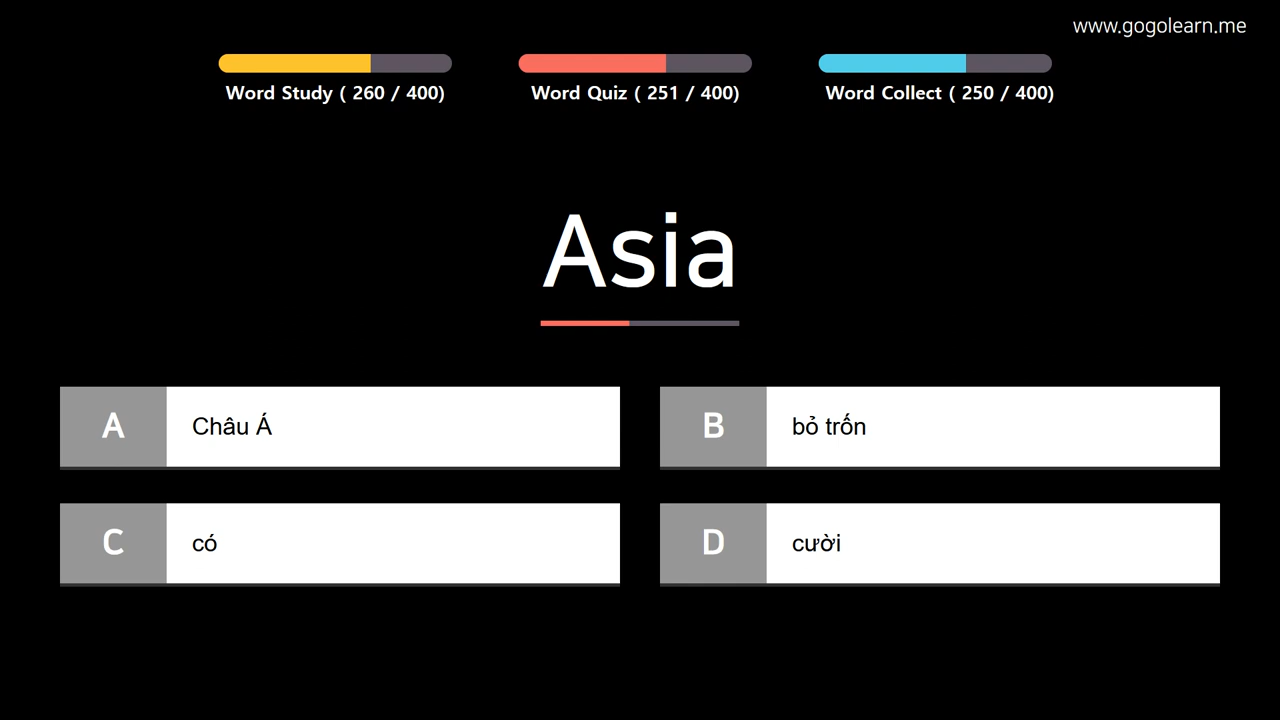 www.gogolearn.me
Word Study ( 260 / 400)
Word Quiz ( 251 / 400)
Word Collect ( 250 / 400)
Asia
A
Châu Á
B
bỏ trốn
C
có
D
cười